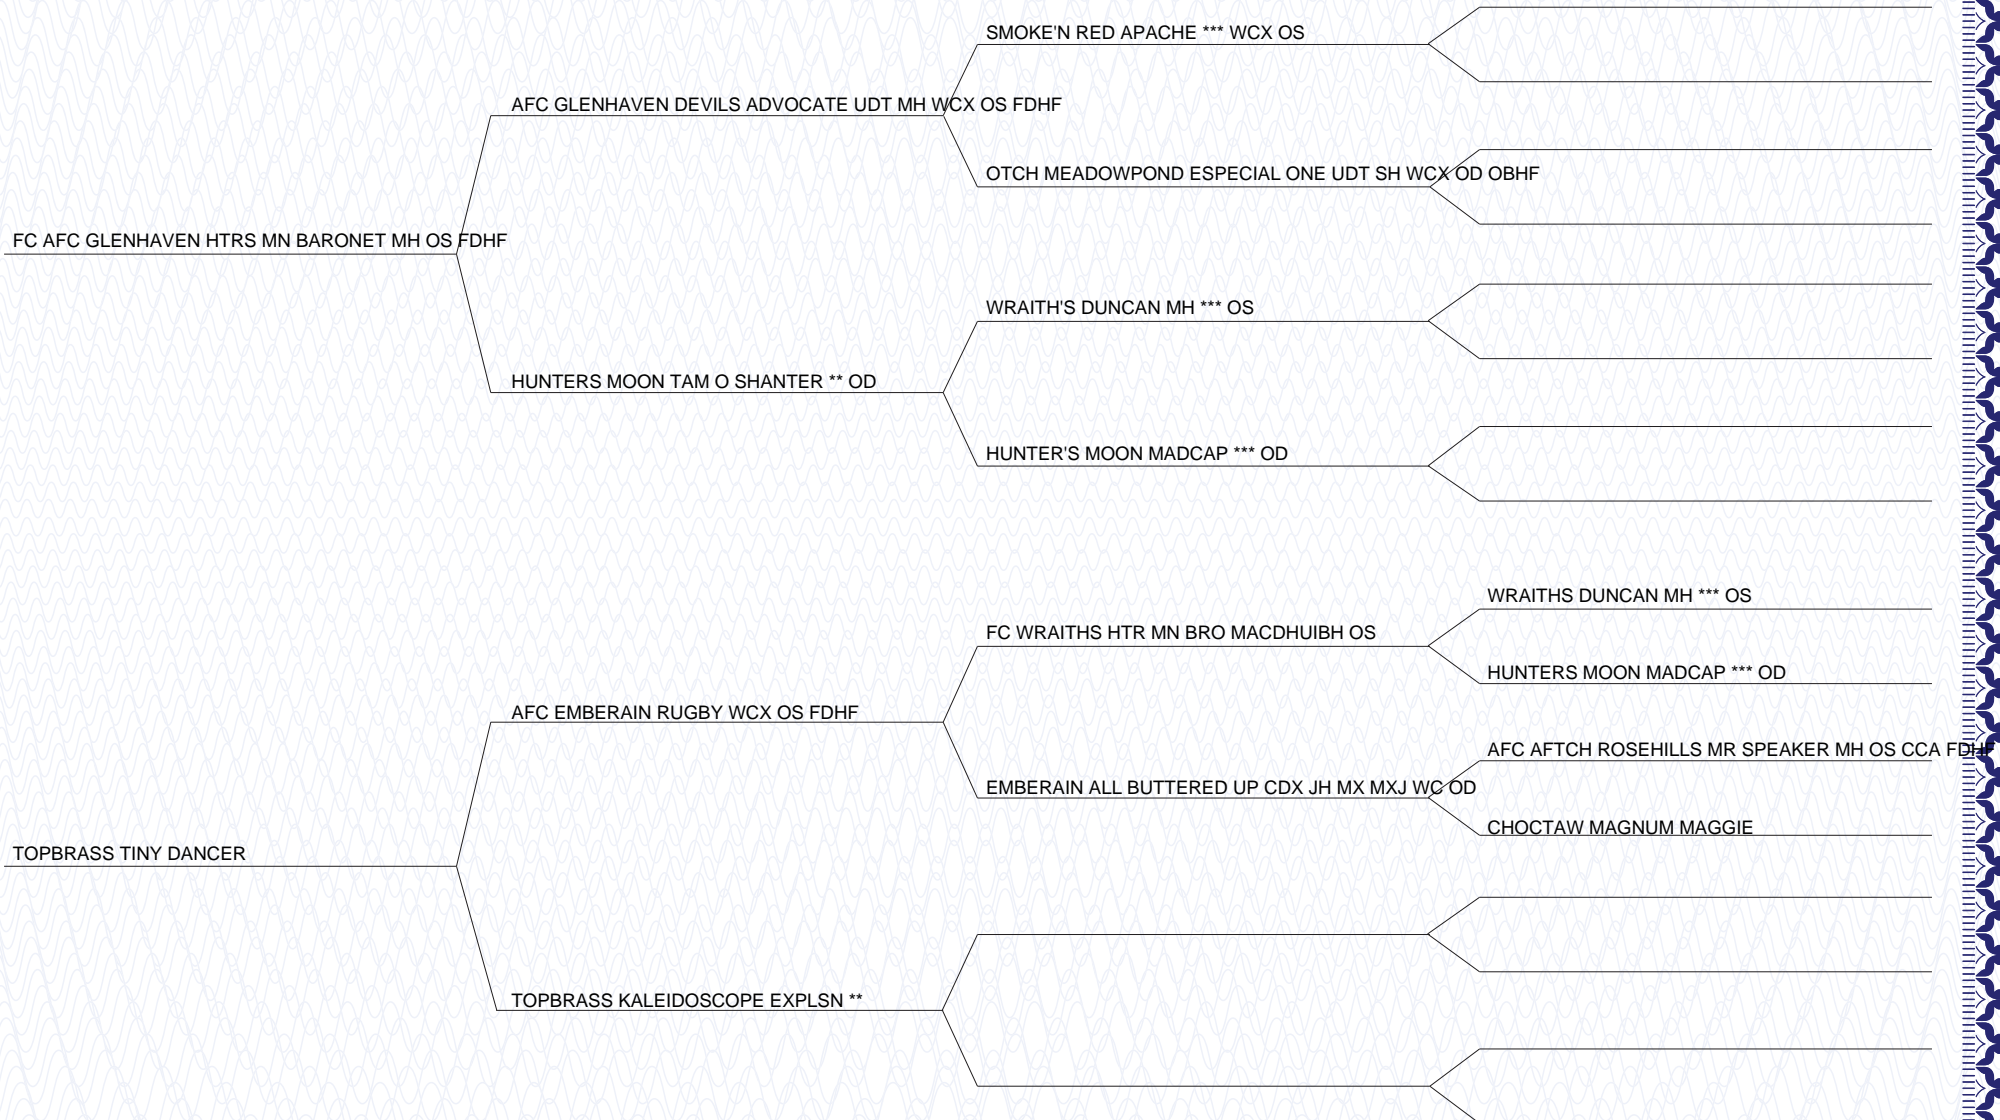 SMOKE'N RED APACHE *** WCX OS
AFC GLENHAVEN DEVILS ADVOCATE UDT MH WCX OS FDHF
OTCH MEADOWPOND ESPECIAL ONE UDT SH WCX OD OBHF
FC AFC GLENHAVEN HTRS MN BARONET MH OS FDHF
WRAITH'S DUNCAN MH *** OS
HUNTERS MOON TAM O SHANTER ** OD
HUNTER'S MOON MADCAP *** OD
WRAITHS DUNCAN MH *** OS
FC WRAITHS HTR MN BRO MACDHUIBH OS
HUNTERS MOON MADCAP *** OD
AFC EMBERAIN RUGBY WCX OS FDHF
AFC AFTCH ROSEHILLS MR SPEAKER MH OS CCA FDHF
EMBERAIN ALL BUTTERED UP CDX JH MX MXJ WC OD
CHOCTAW MAGNUM MAGGIE
TOPBRASS TINY DANCER
TOPBRASS KALEIDOSCOPE EXPLSN **